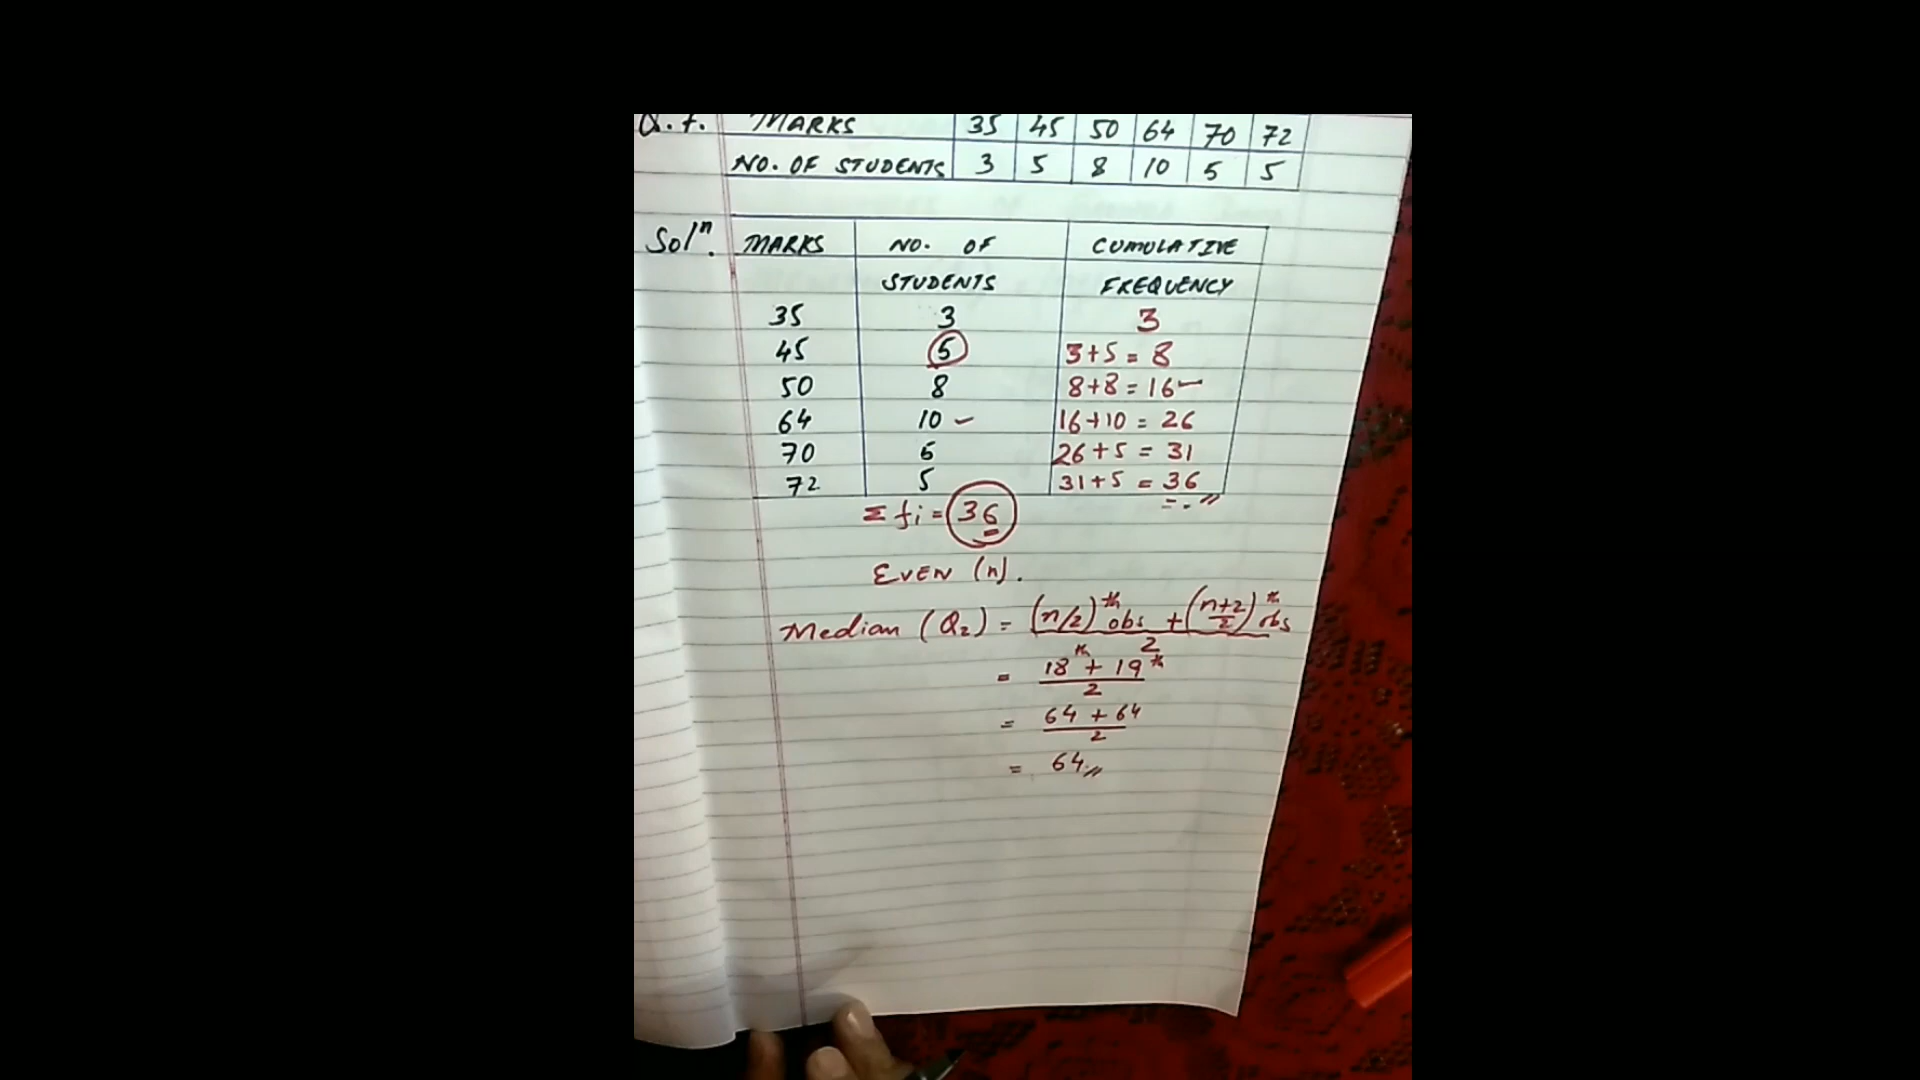 Q.7. MARKS 35 45 50 64 70 72
NO. OF STUDENTS 3 5 8 10 5 5
Solⁿ. MARKS NO. OF CUMULATIVE
STUDENTS FREQUENCY
35 3 3
45 5 3+5 = 8
50 8 8+8 = 16
64 10 16+10 = 26
70 5 26+5 = 31
72 5 31+5 = 36
Σ fi = 36
EVEN (n).
Median (Q₂) = (n/2)th obs + (n+2/2)th obs
2
= 18th + 19th
2
= 64 + 64
2
= 64